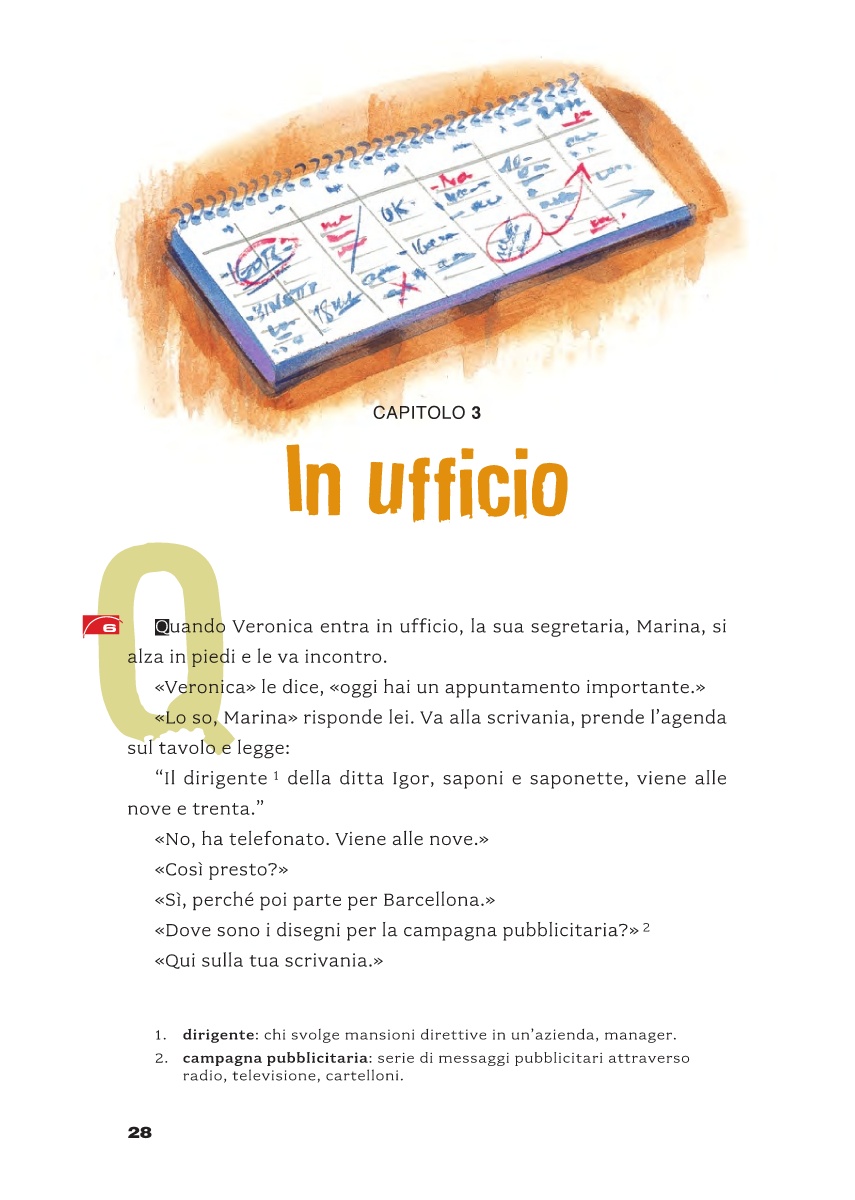 OK
CAPITOLO 3
In ufficio
Q
6
Quando Veronica entra in ufficio, la sua segretaria, Marina, si
alza in piedi e le va incontro.
«Veronica» le dice, «oggi hai un appuntamento importante.»
«Lo so, Marina» risponde lei. Va alla scrivania, prende l'agenda
sul tavolo e legge:
“Il dirigente 1 della ditta Igor, saponi e saponette, viene alle
nove e trenta.”
«No, ha telefonato. Viene alle nove.»
«Così presto?»
«Sì, perché poi parte per Barcellona.»
«Dove sono i disegni per la campagna pubblicitaria?» 2
«Qui sulla tua scrivania.»
1. dirigente: chi svolge mansioni direttive in un'azienda, manager.
2. campagna pubblicitaria: serie di messaggi pubblicitari attraverso
radio, televisione, cartelloni.
28